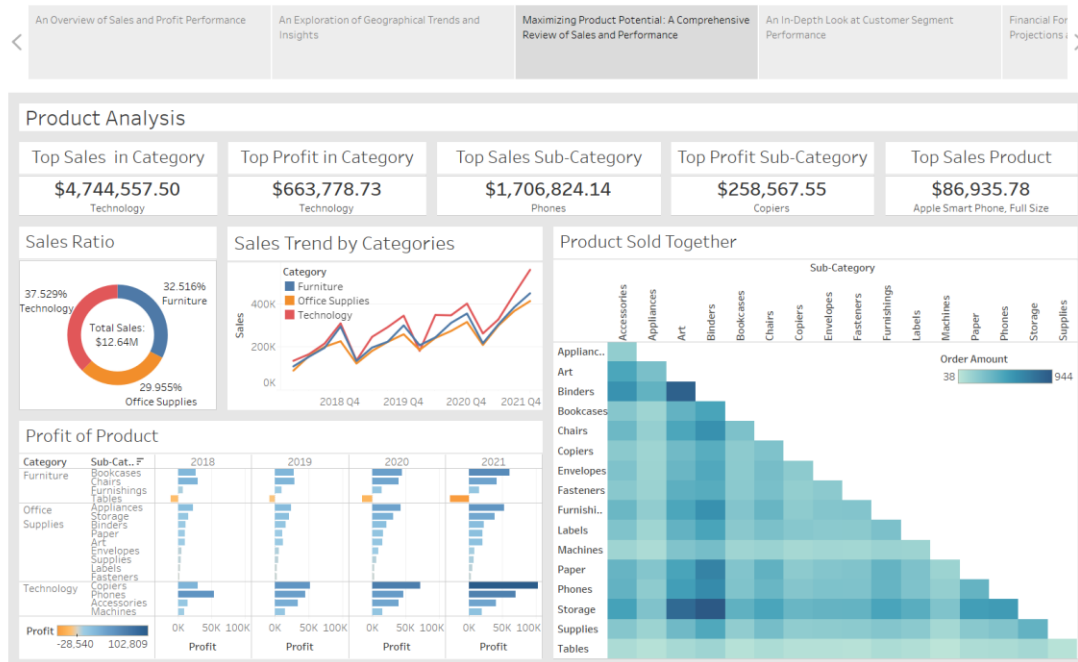 An Overview of Sales and Profit Performance
An Exploration of Geographical Trends and
Insights
Maximizing Product Potential: A Comprehensive
Review of Sales and Performance
An In-Depth Look at Customer Segment
Performance
Financial For
Projections
Product Analysis
Top Sales in Category
$4,744,557.50
Technology
Top Profit in Category
$663,778.73
Technology
Top Sales Sub-Category
$1,706,824.14
Phones
Top Profit Sub-Category
$258,567.55
Copiers
Top Sales Product
$86,935.78
Apple Smart Phone, Full Size
Sales Ratio
37.529%
Technology
32.516%
Furniture
Total Sales:
$12.64M
29.955%
Office Supplies
Sales Trend by Categories
Category
Furniture
Office Supplies
Technology
Sales
400K
200K
0K
2018 Q4 2019 Q4 2020 Q4 2021 Q4
Product Sold Together
Sub-Category
Accessories
Appliances
Art
Binders
Bookcases
Chairs
Copiers
Envelopes
Fasteners
Furnishings
Labels
Machines
Paper
Phones
Storage
Supplies
Applianc..
Art
Binders
Bookcases
Chairs
Copiers
Envelopes
Fasteners
Furnishi..
Labels
Machines
Paper
Phones
Storage
Supplies
Tables
Order Amount
38 944
Profit of Product
Category Sub-Cat.. 2018 2019 2020 2021
Furniture
Bookcases
Chairs
Furnishings
Tables
Office
Supplies
Appliances
Storage
Binders
Paper
Art
Envelopes
Supplies
Labels
Fasteners
Technology
Copiers
Phones
Accessories
Machines
0K 50K 100K 0K 50K 100K 0K 50K 100K 0K 50K 100K
Profit Profit Profit Profit
Profit
-28,540 102,809